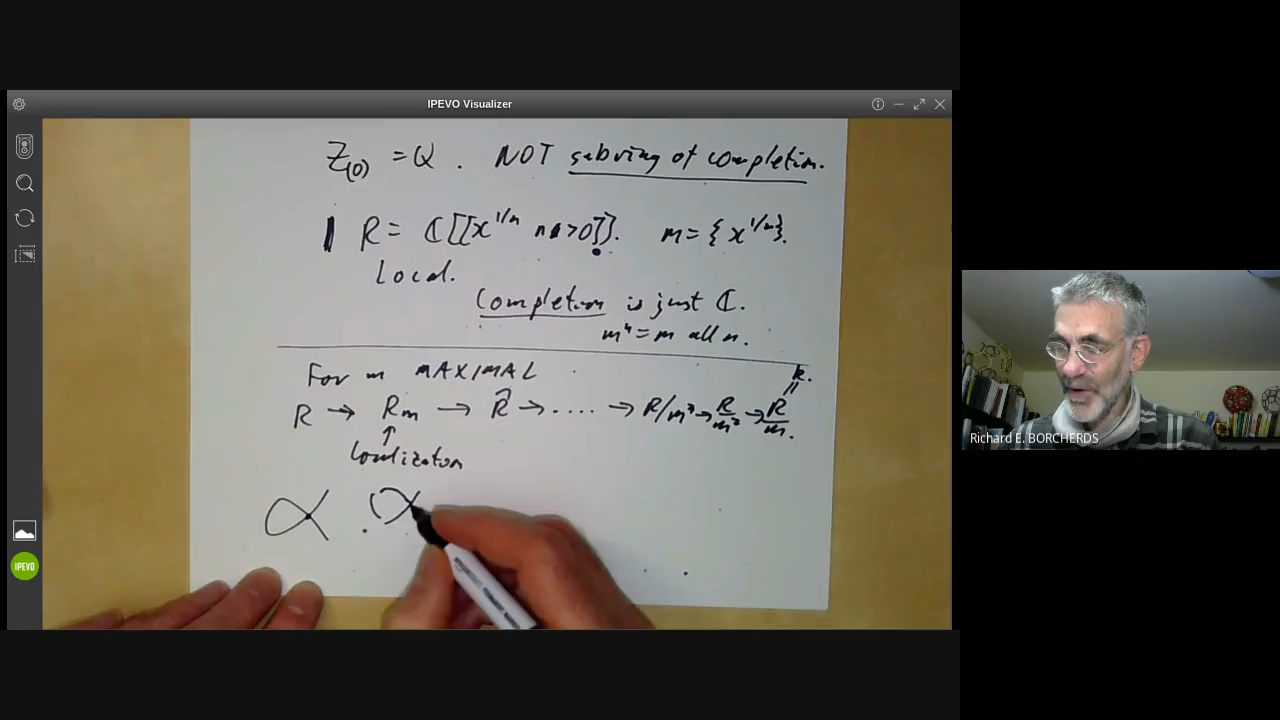 IPEVO Visualizer
Z(0) = Q . NOT subring of completion.
R = ℂ[[x^1/n n>0]]. m = {x^1/n}.
Local.
Completion is just ℂ.
m^n = m all n.
For m MAXIMAL
k.
R → R_m → R̂ → .... → R/m³ → R/m² → R/m.
↑
Localization
Richard E. BORCHERDS
IPEVO